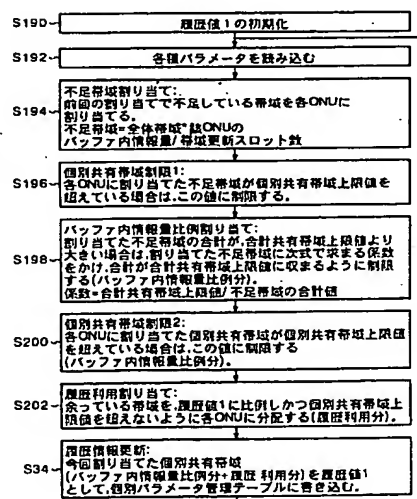 S190
履歴値1の初期化
S192
各種パラメータを読み込む
S194
不足帯域割り当て:
前回の割り当てで不足している帯域を各ONUに
割り当てる。
不足帯域=全体帯域*該ONUの
バッファ内情報量/帯域更新スロット数
S196
個別共有帯域制限1:
各ONUに割り当てた不足帯域が個別共有帯域上限値を
超えている場合は、この値に制限する。
S198
バッファ内情報量比例割り当て:
割り当てた不足帯域の合計が、合計共有帯域上限値より
大きい場合は、割り当てた不足帯域に次式で求まる係数
をかけ、合計が合計共有帯域上限値に収まるように制限
する(バッファ内情報量比例分)。
係数=合計共有帯域上限値/不足帯域の合計値
S200
個別共有帯域制限2:
各ONUに割り当てた個別共有帯域が個別共有帯域上限値
を超えている場合は、この値に制限する
(バッファ内情報量比例分)。
S202
履歴利用割り当て:
余っている帯域を、履歴値1に比例しかつ個別共有帯域上
限値を超えないように各ONUに分配する(履歴利用分)。
S34
履歴情報更新:
今回割り当てた個別共有帯域
(バッファ内情報量比例分+履歴利用分)を履歴値1
として、個別パラメータ管理テーブルに書き込む。